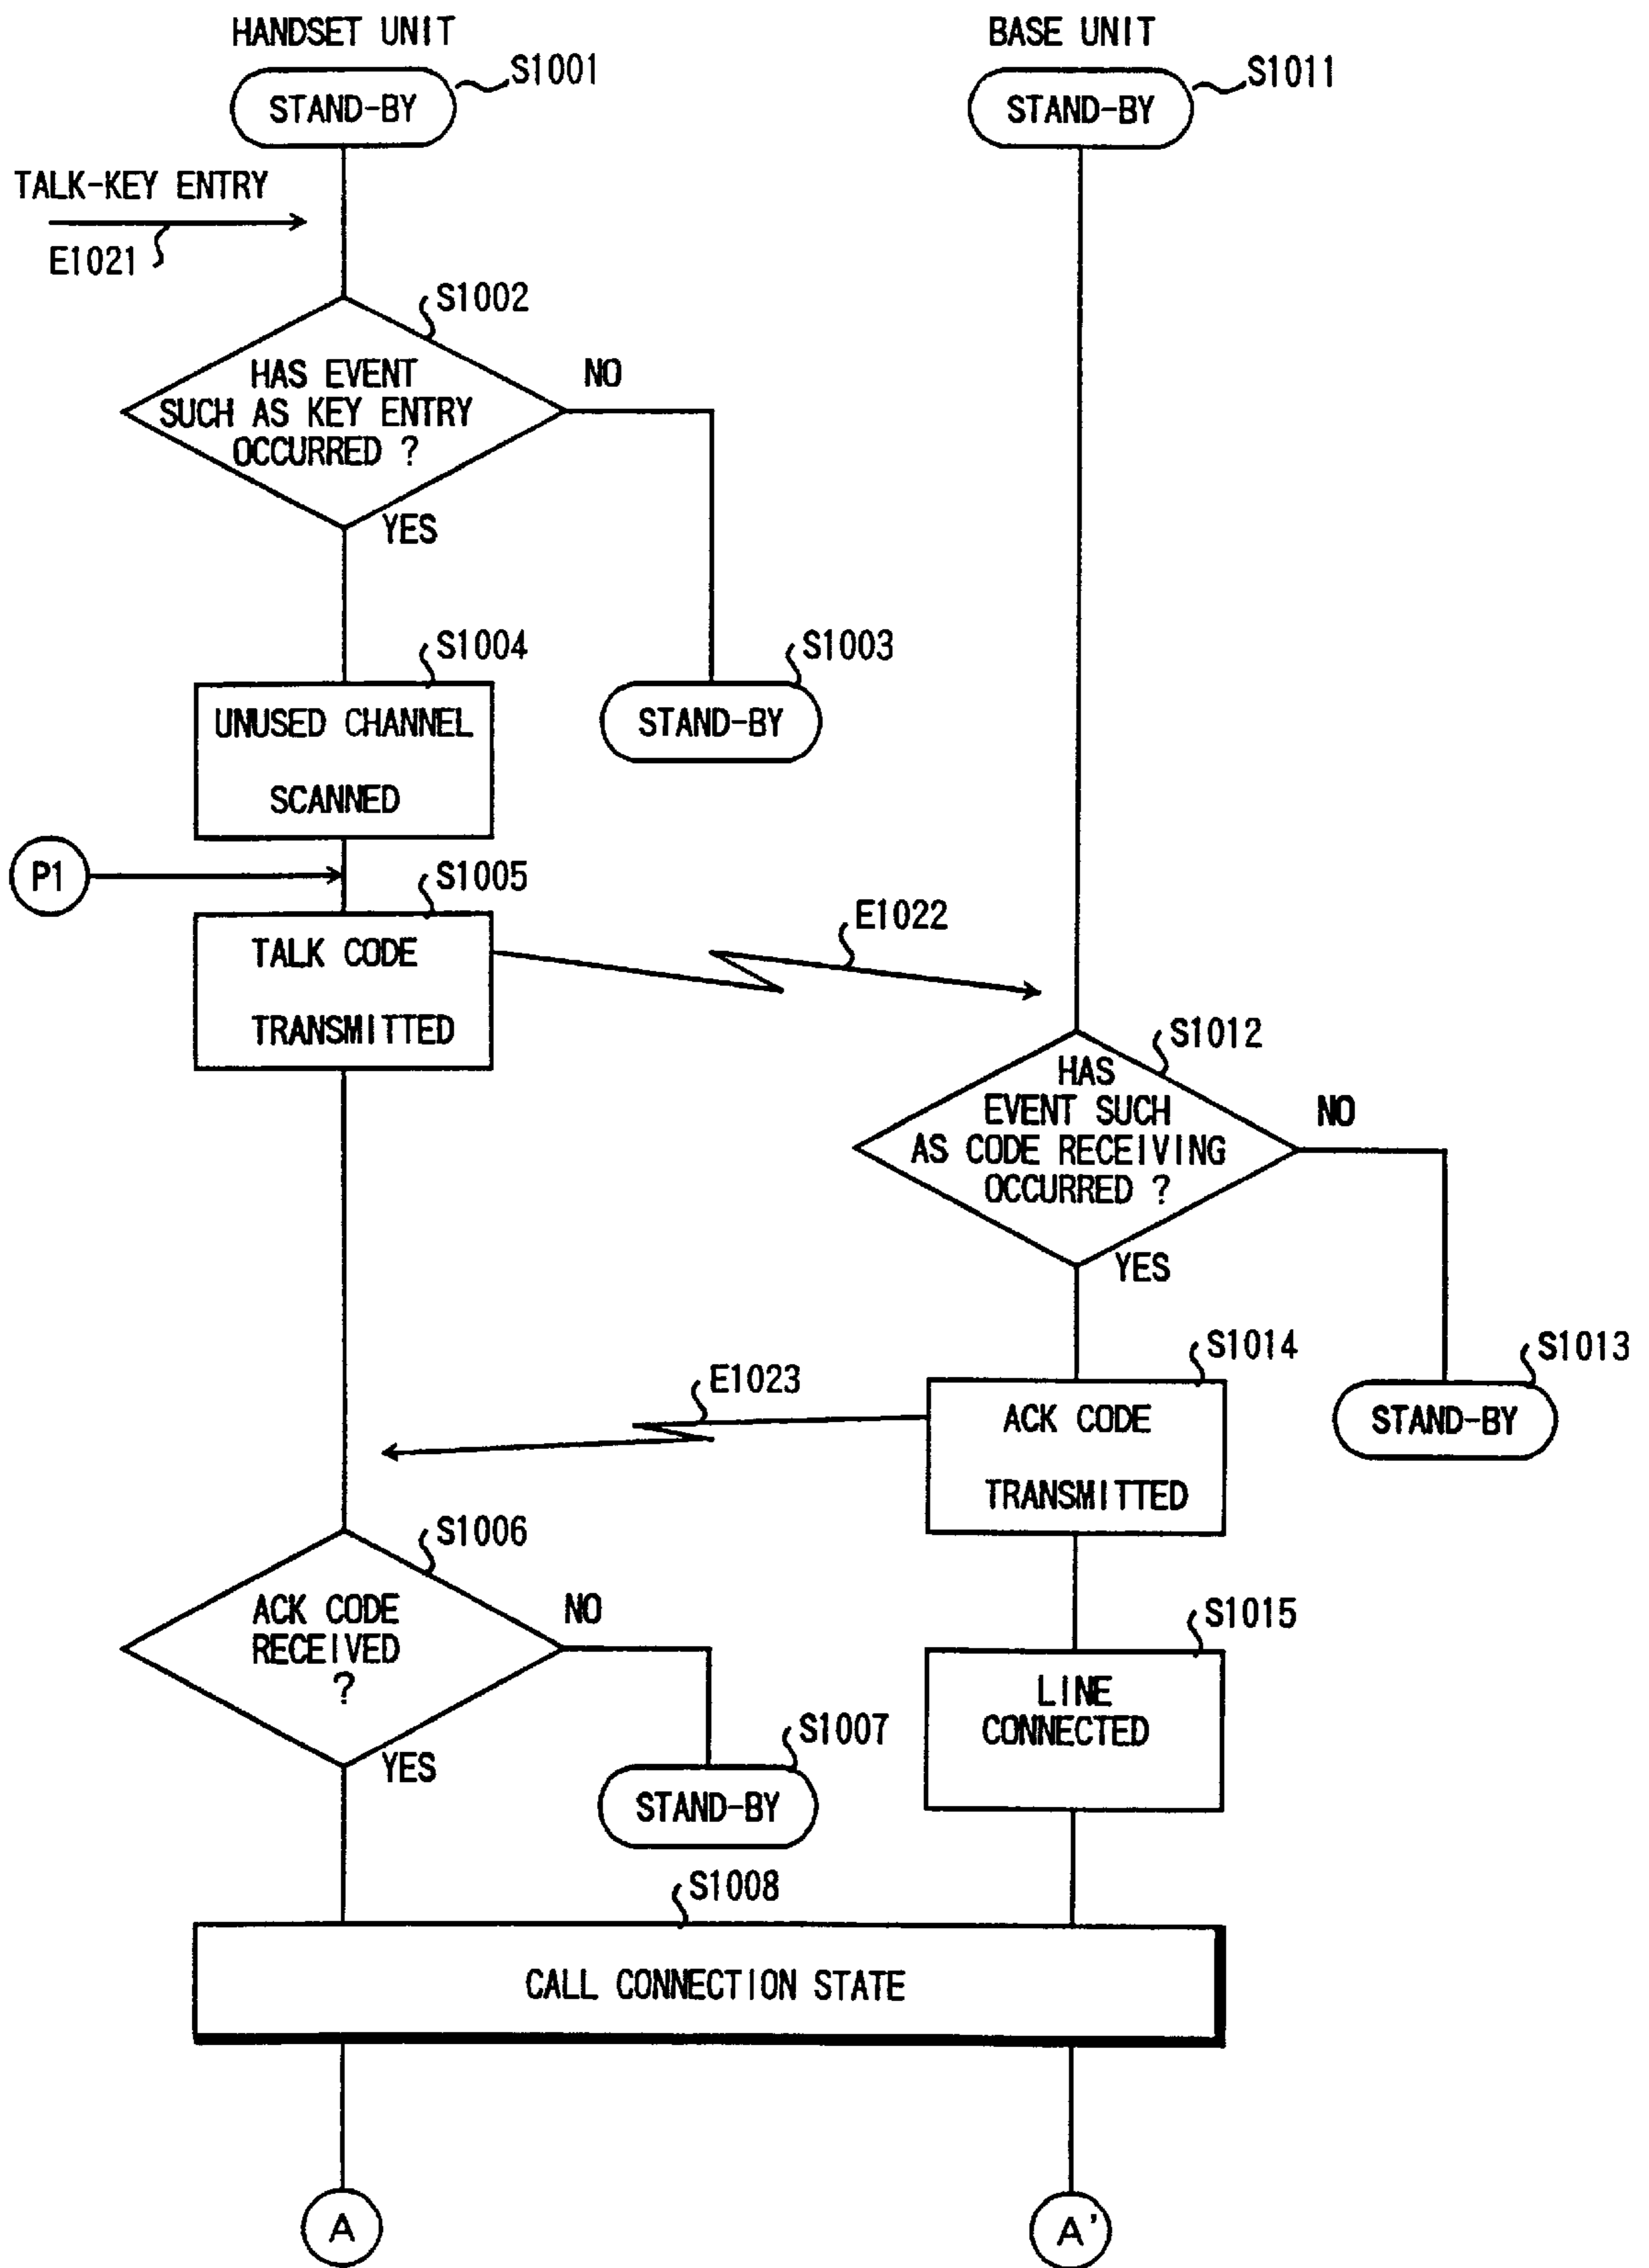 HANDSET UNIT
BASE UNIT
S1001
STAND-BY
S1011
STAND-BY
TALK-KEY ENTRY
E1021
S1002
HAS EVENT
SUCH AS KEY ENTRY
OCCURRED ?
NO
YES
S1004
UNUSED CHANNEL
SCANNED
S1003
STAND-BY
P1
S1005
TALK CODE
TRANSMITTED
E1022
S1012
HAS
EVENT SUCH
AS CODE RECEIVING
OCCURRED ?
NO
YES
S1014
ACK CODE
TRANSMITTED
S1013
STAND-BY
E1023
S1006
ACK CODE
RECEIVED
?
NO
YES
S1015
LINE
CONNECTED
S1007
STAND-BY
S1008
CALL CONNECTION STATE
A
A'